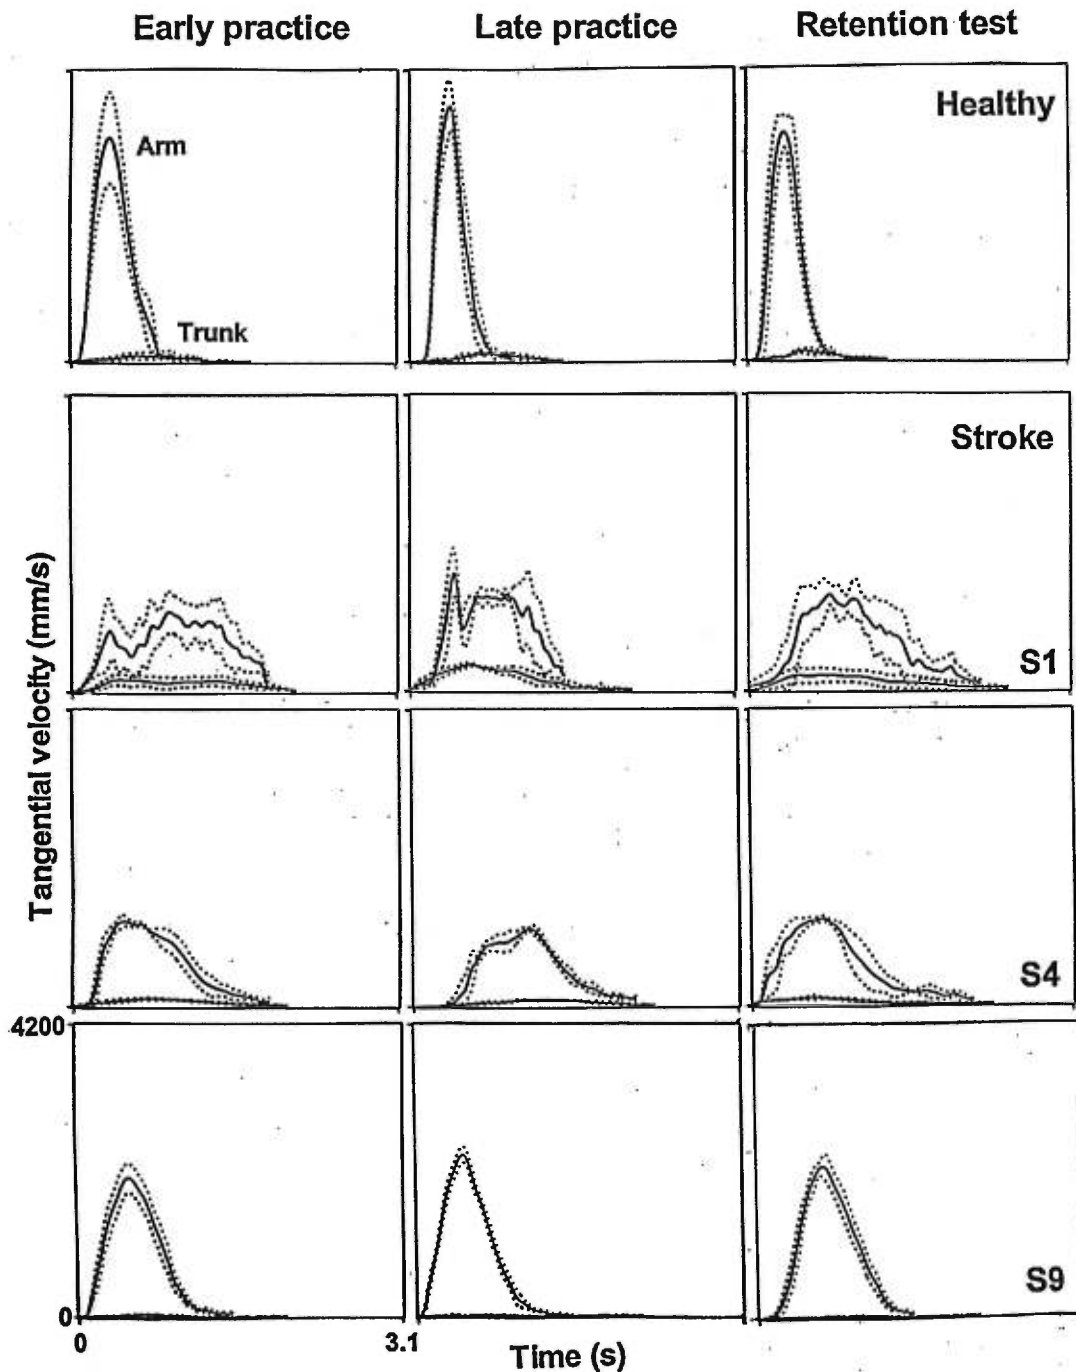 Early practice
Late practice
Retention test
Healthy
Arm
Trunk
Stroke
Tangential velocity (mm/s)
S1
S4
4200
S9
0
0
3.1
Time (s)